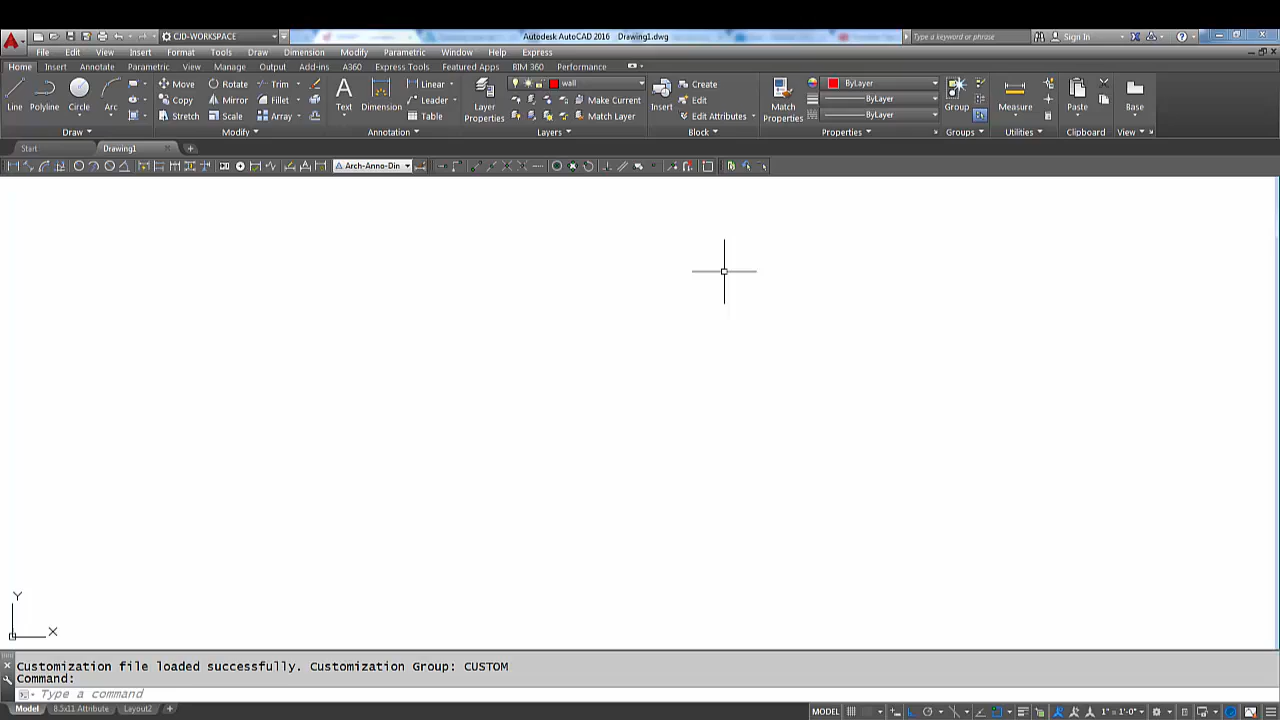 CJD-WORKSPACE
Autodesk AutoCAD 2016 Drawing1.dwg
Type a keyword or phrase
Sign In
File Edit View Insert Format Tools Draw Dimension Modify Parametric Window Help Express
Home Insert Annotate Parametric View Manage Output Add-ins A360 Express Tools Featured Apps BIM 360 Performance
Line Polyline Circle Arc
Move Rotate Trim
Copy Mirror Fillet
Stretch Scale Array
Text Dimension
Linear
Leader
Table
Layer Properties
wall
Make Current
Match Layer
Insert
Create
Edit
Edit Attributes
Match Properties
ByLayer
ByLayer
ByLayer
Group
Measure
Paste
Base
Draw Modify Annotation Layers Block Properties Groups Utilities Clipboard View
Start Drawing1
Arch-Anno-Din
Y
X
Customization file loaded successfully. Customization Group: CUSTOM
Command:
Type a command
Model 8.5x11 Attribute Layout2
MODEL
1" = 1'-0"